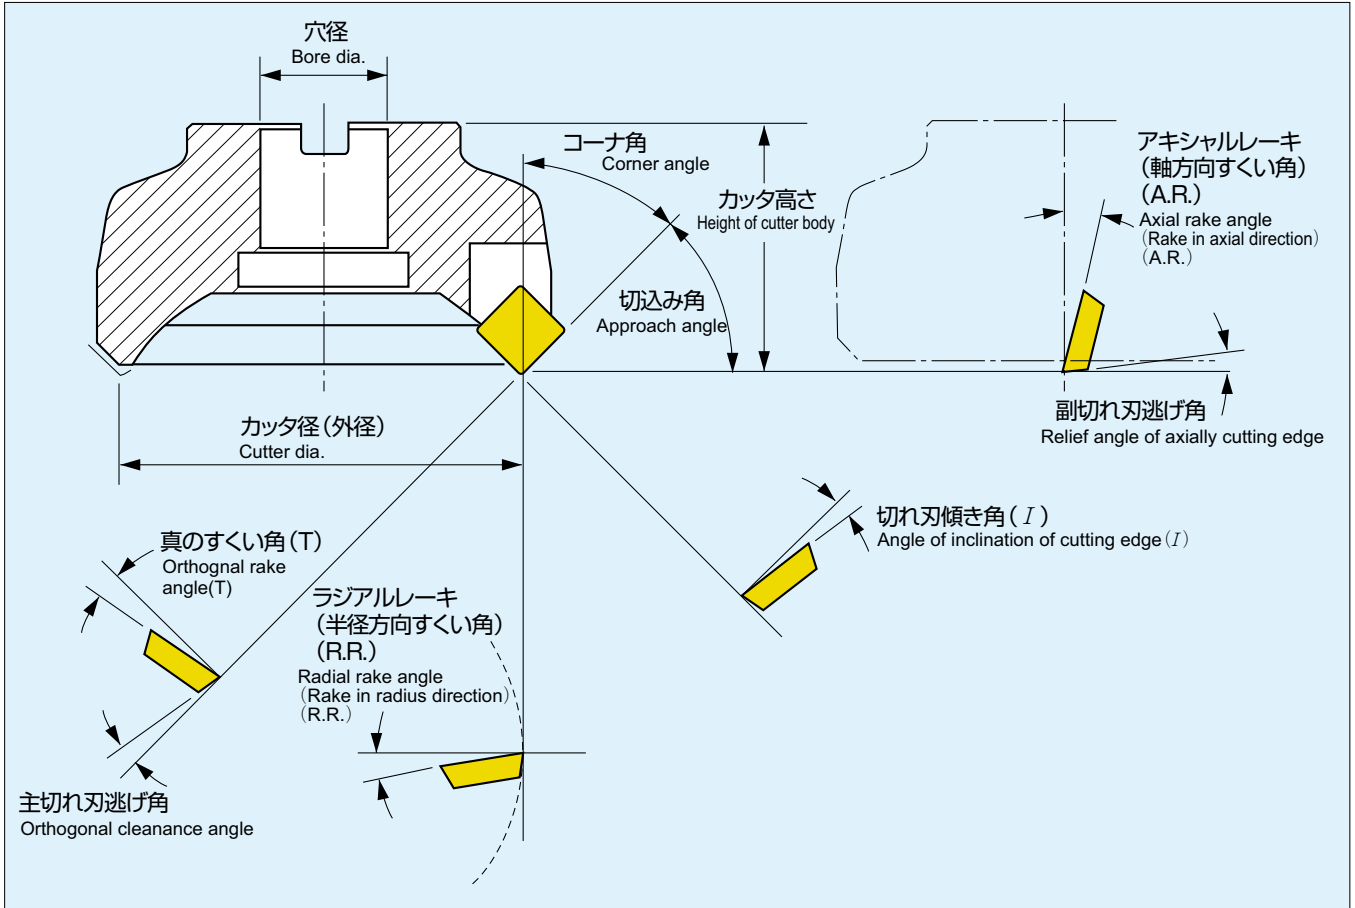 穴径
Bore dia.
コーナ角
Corner angle
カッタ高さ
Height of cutter body
アキシャルレーキ
(軸方向すくい角)
(A.R.)
Axial rake angle
(Rake in axial direction)
(A.R.)
切込み角
Approach angle
副切れ刃逃げ角
Relief angle of axially cutting edge
カッタ径(外径)
Cutter dia.
切れ刃傾き角(I)
Angle of inclination of cutting edge(I)
真のすくい角(T)
Orthognal rake
angle(T)
ラジアルレーキ
(半径方向すくい角)
(R.R.)
Radial rake angle
(Rake in radius direction)
(R.R.)
主切れ刃逃げ角
Orthogonal cleanance angle